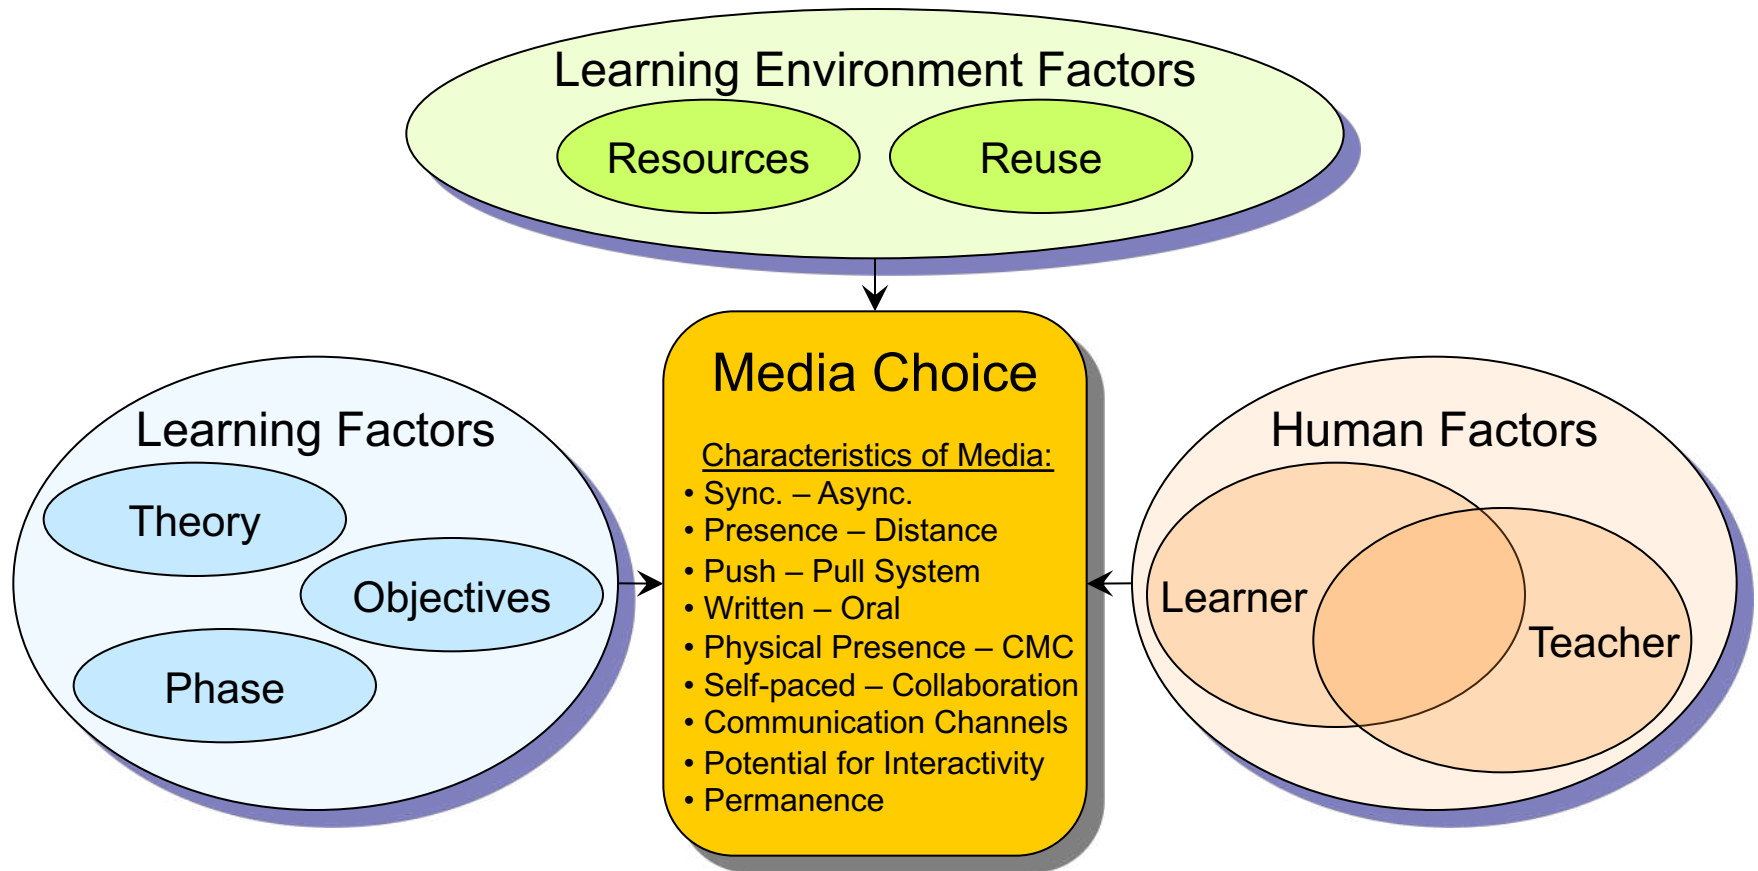 Learning Environment Factors
Resources
Reuse
Media Choice
Characteristics of Media:
• Sync. – Async.
• Presence – Distance
• Push – Pull System
• Written – Oral
• Physical Presence – CMC
• Self-paced – Collaboration
• Communication Channels
• Potential for Interactivity
• Permanence
Learning Factors
Theory
Objectives
Phase
Human Factors
Learner
Teacher